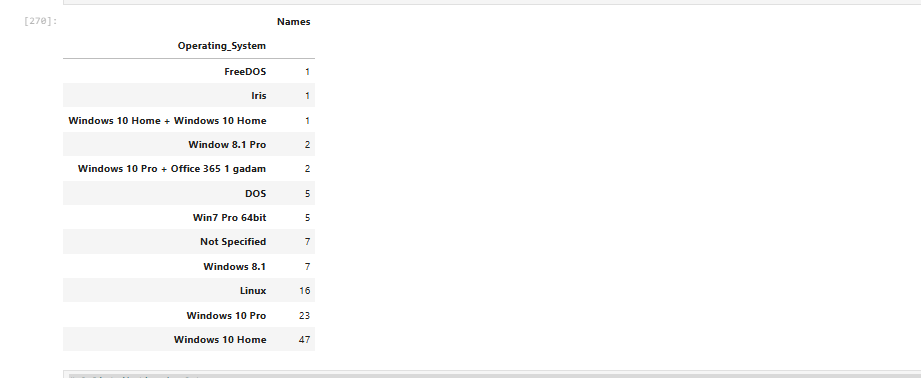 [270]:
Names
Operating_System
FreeDOS 1
Iris 1
Windows 10 Home + Windows 10 Home 1
Window 8.1 Pro 2
Windows 10 Pro + Office 365 1 gadam 2
DOS 5
Win7 Pro 64bit 5
Not Specified 7
Windows 8.1 7
Linux 16
Windows 10 Pro 23
Windows 10 Home 47